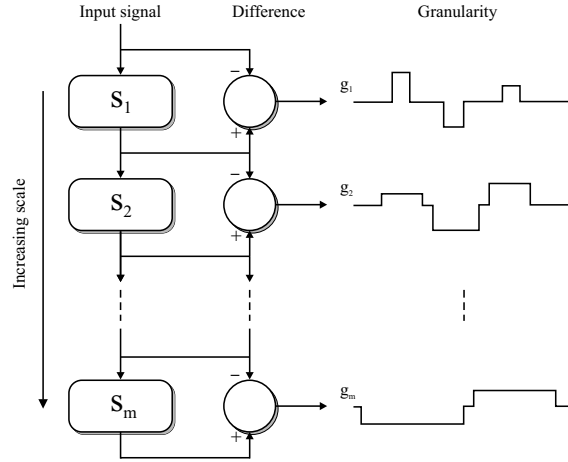 Input signal Difference Granularity
−
S1 g1
+
−
S2 g2
+
Increasing scale
−
Sm gm
+